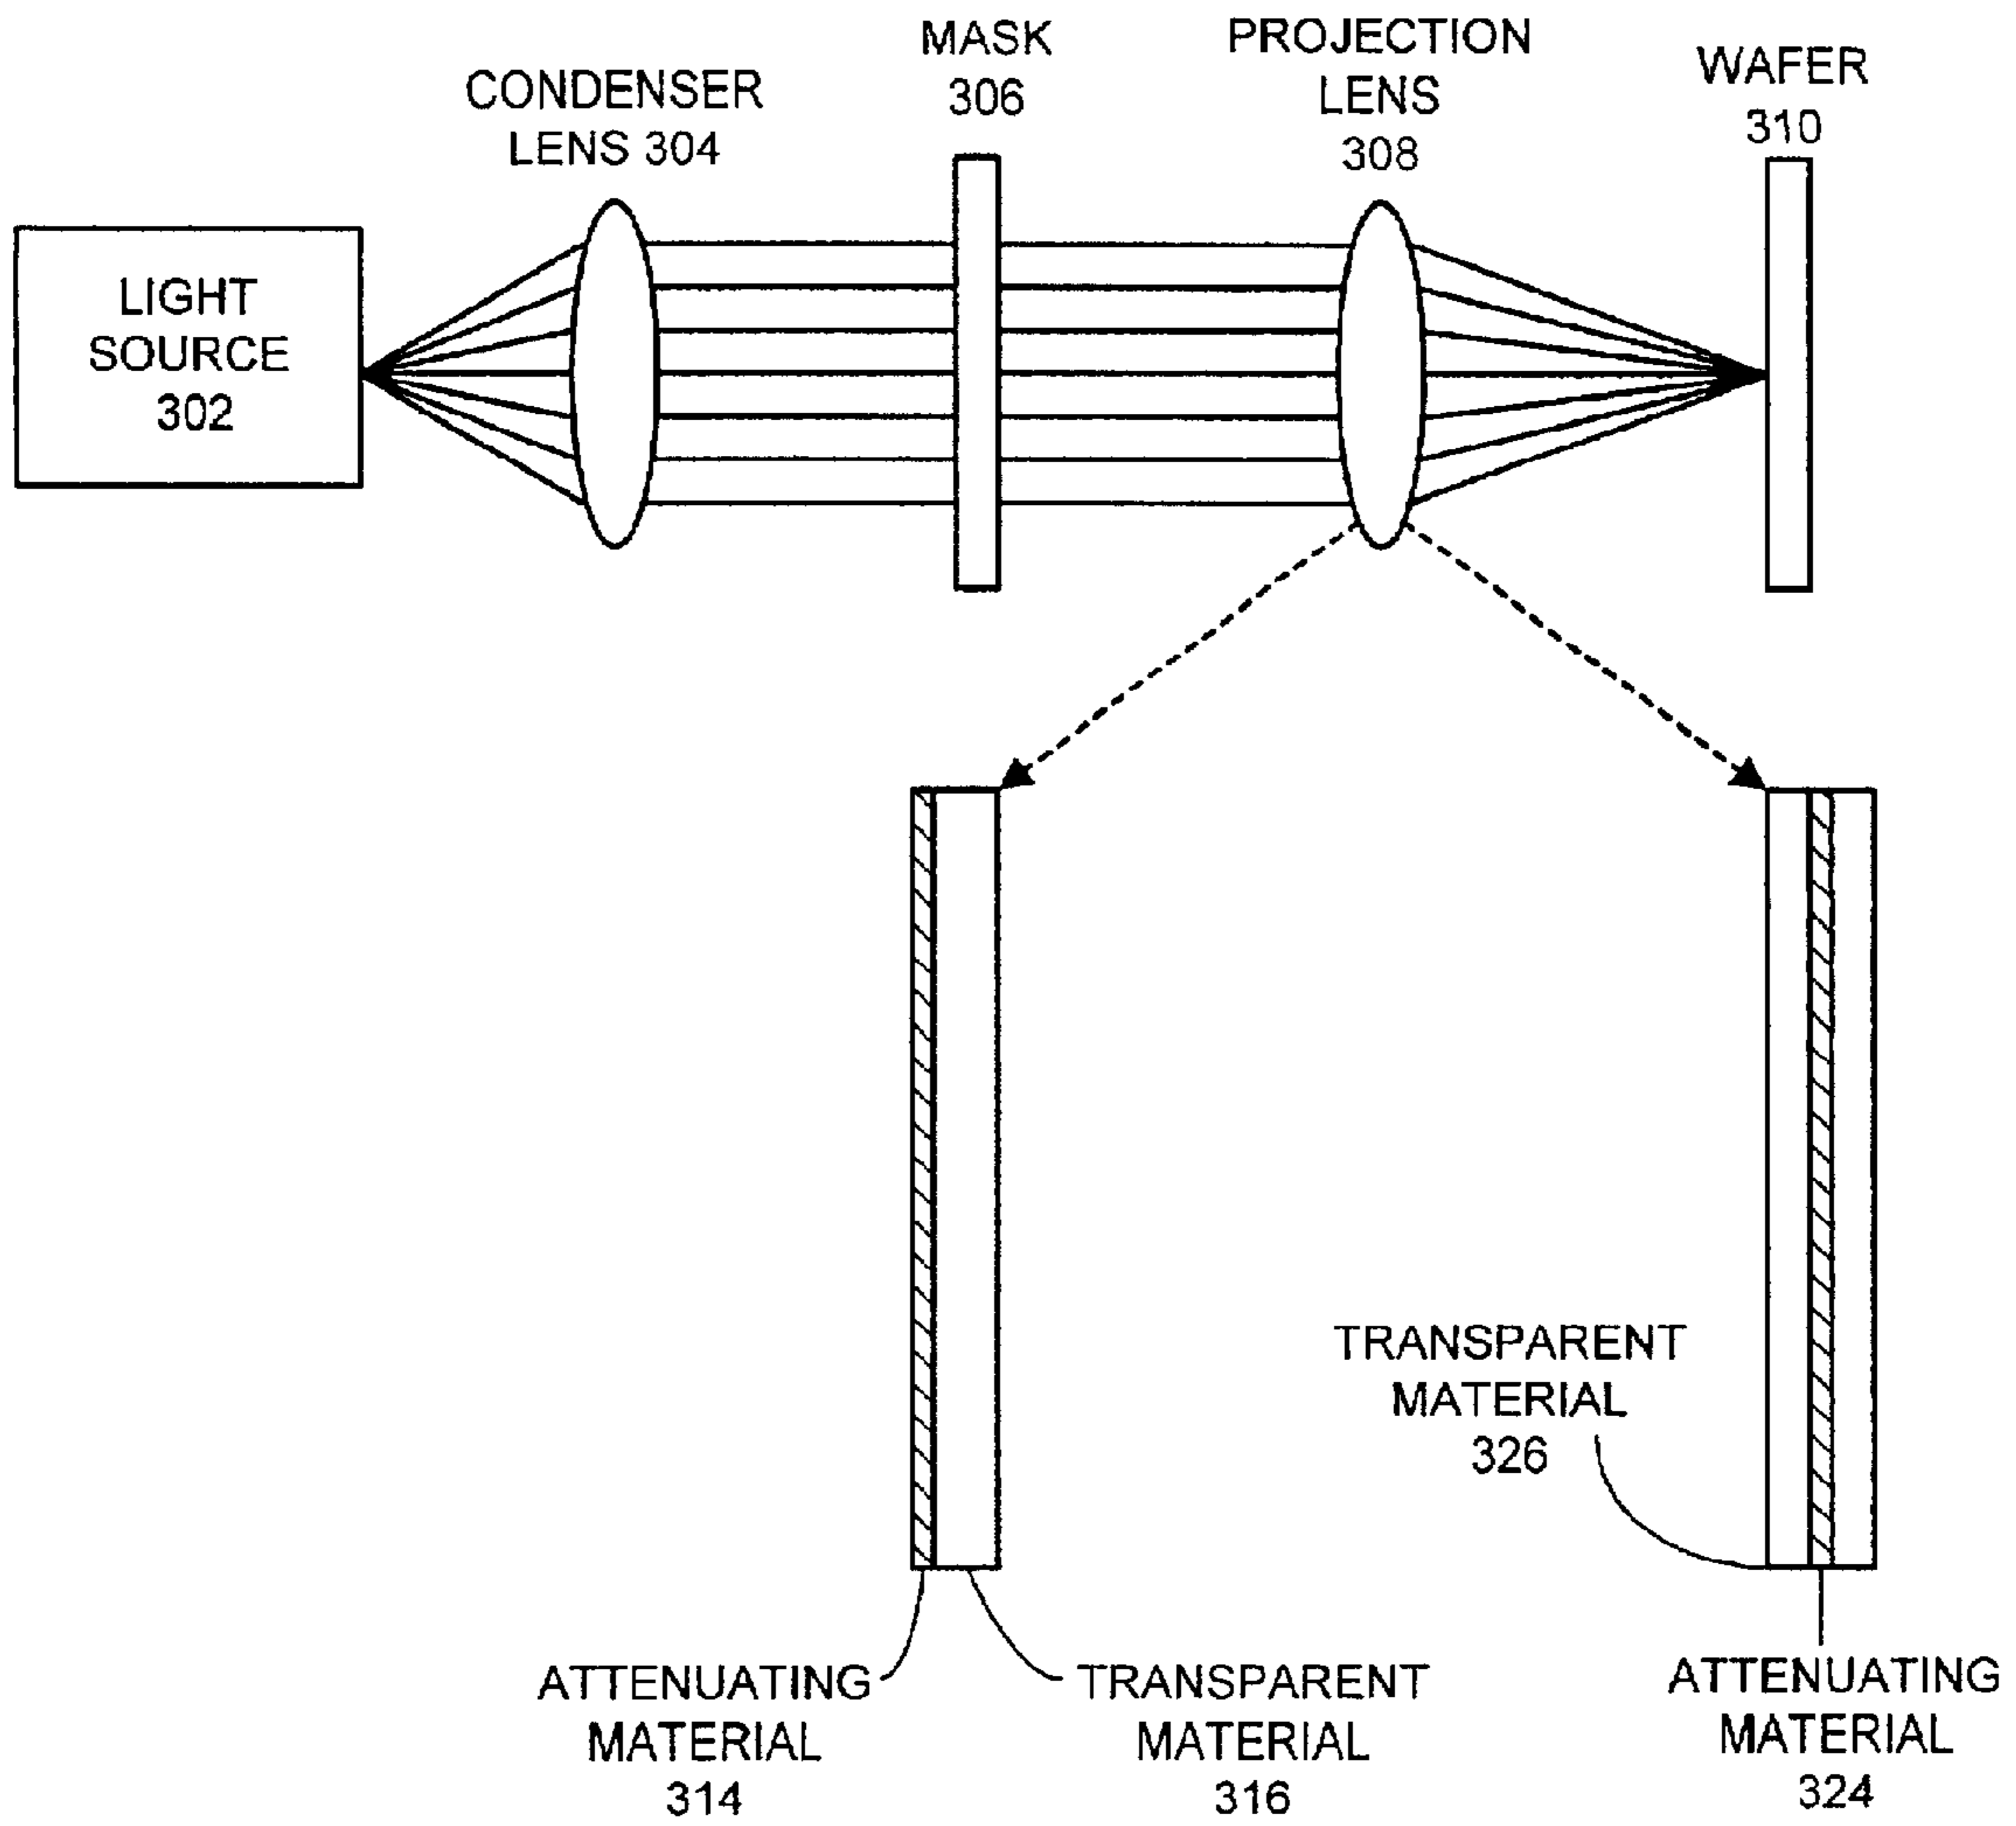 MASK
306
PROJECTION
LENS
308
WAFER
310
CONDENSER
LENS 304
LIGHT
SOURCE
302
TRANSPARENT
MATERIAL
326
ATTENUATING
MATERIAL
314
TRANSPARENT
MATERIAL
316
ATTENUATING
MATERIAL
324